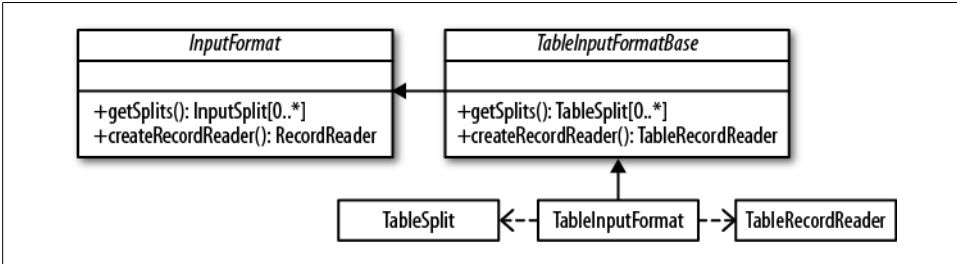 InputFormat
+getSplits(): InputSplit[0..*]
+createRecordReader(): RecordReader
TableInputFormatBase
+getSplits(): TableSplit[0..*]
+createRecordReader(): TableRecordReader
TableSplit
TableInputFormat
TableRecordReader